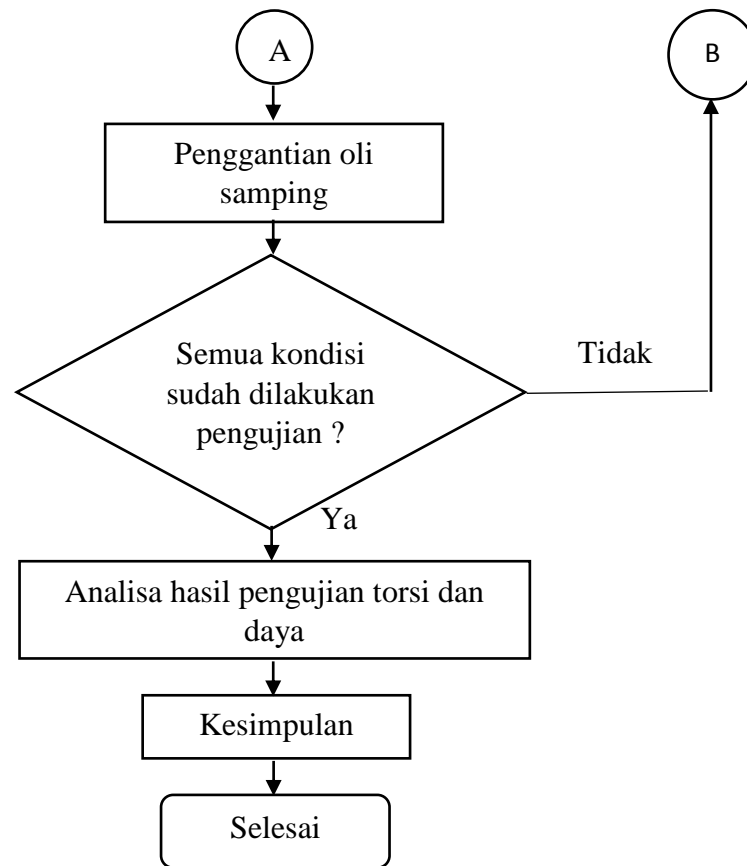 A
B
Penggantian oli
samping
Semua kondisi
sudah dilakukan
pengujian ?
Tidak
Ya
Analisa hasil pengujian torsi dan
daya
Kesimpulan
Selesai